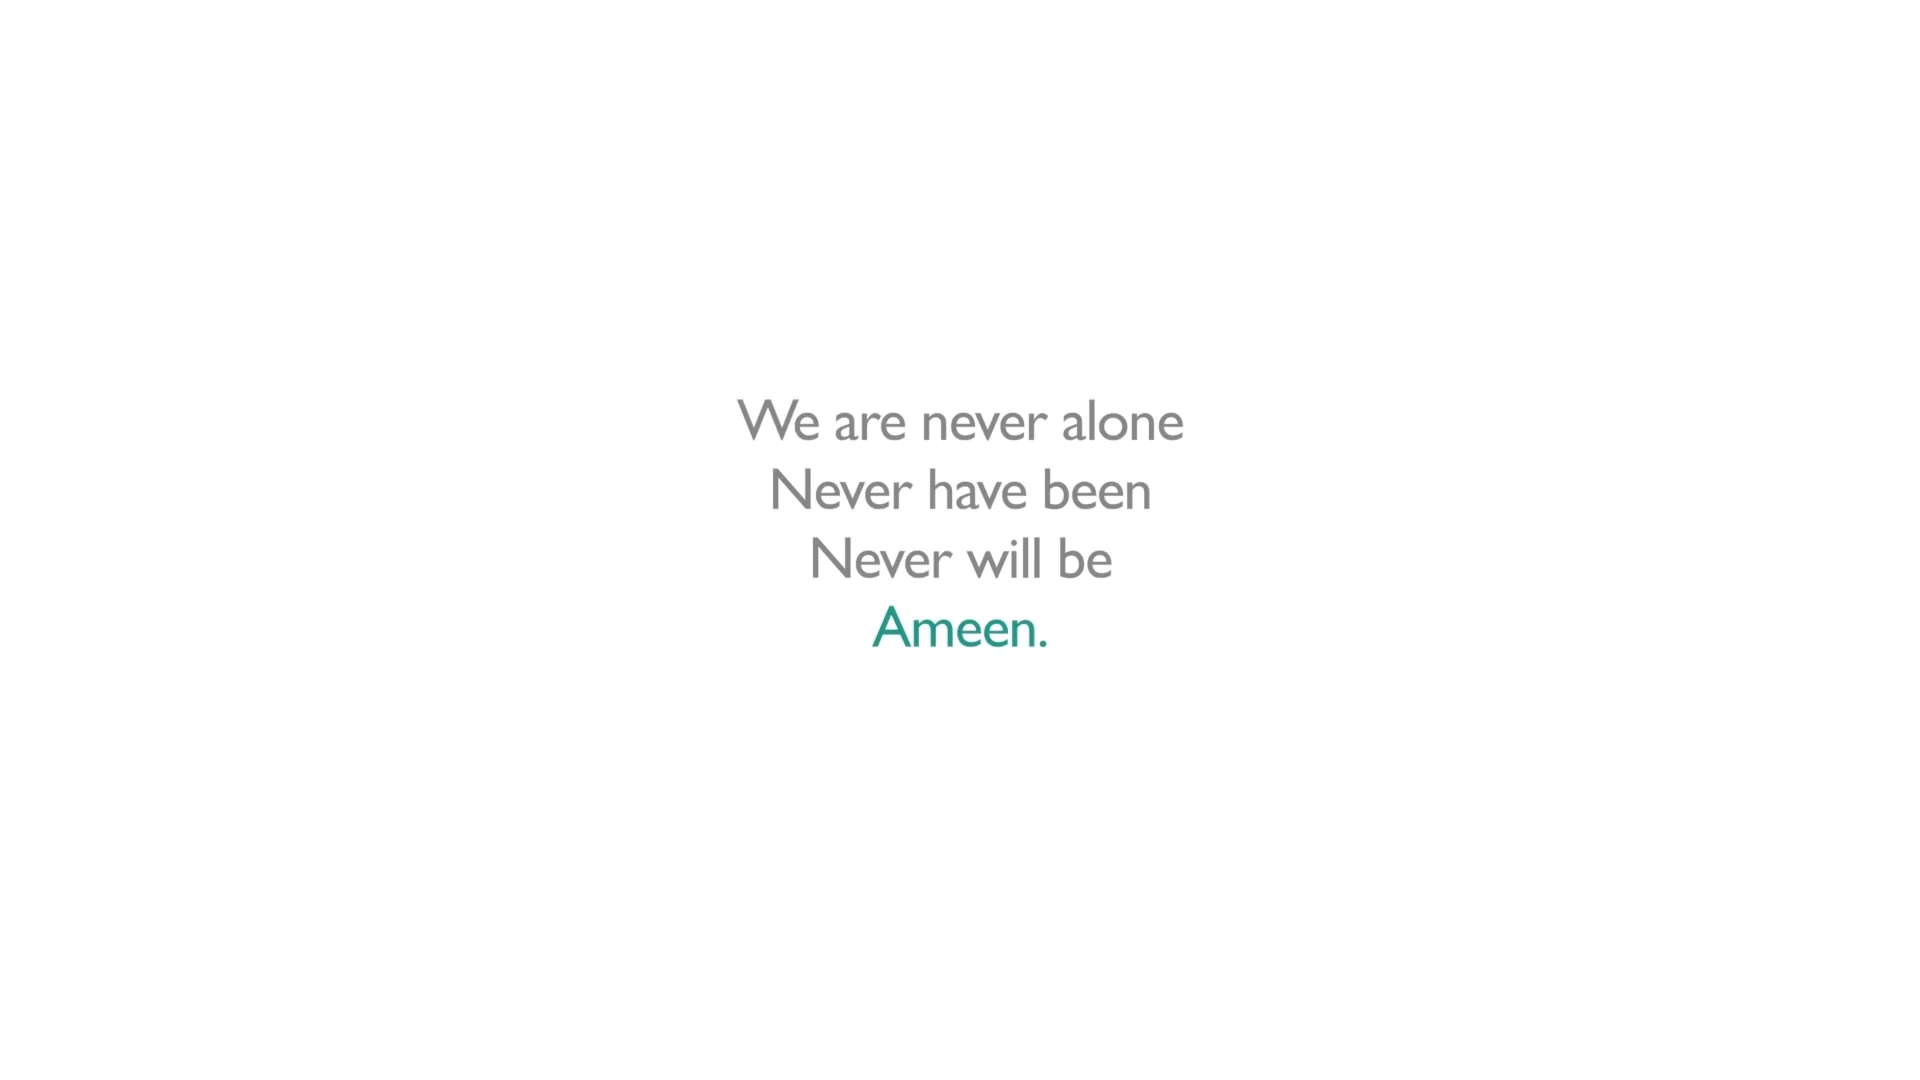 We are never alone
Never have been
Never will be
Ameen.